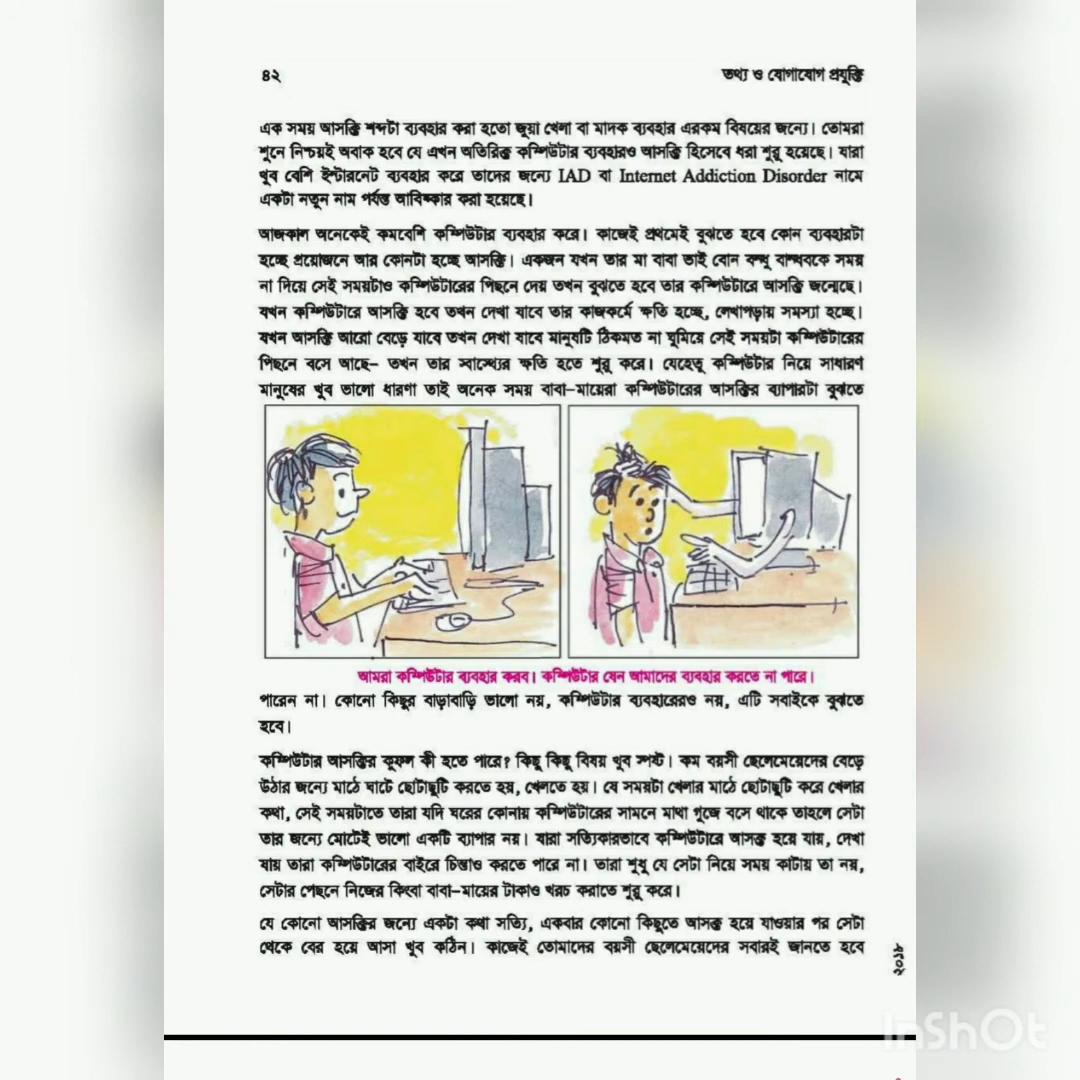 ৪২
তথ্য ও যোগাযোগ প্রযুক্তি
এক সময় আসক্তি শব্দটা ব্যবহার করা হতো জুয়া খেলা বা মাদক ব্যবহার এরকম বিষয়ের জন্যে। তোমরা
শুনে নিশ্চয়ই অবাক হবে যে এখন অতিরিক্ত কম্পিউটার ব্যবহারও আসক্তি হিসেবে ধরা শুরু হয়েছে। যারা
খুব বেশি ইন্টারনেট ব্যবহার করে তাদের জন্যে IAD বা Internet Addiction Disorder নামে
একটা নতুন নাম পর্যন্ত আবিষ্কার করা হয়েছে।
আজকাল অনেকেই কমবেশি কম্পিউটার ব্যবহার করে। কাজেই প্রথমেই বুঝতে হবে কোন ব্যবহারটা
হচ্ছে প্রয়োজনে আর কোনটা হচ্ছে আসক্তি। একজন যখন তার মা বাবা ভাই বোন বন্ধু বান্ধবকে সময়
না দিয়ে সেই সময়টাও কম্পিউটারের পিছনে দেয় তখন বুঝতে হবে তার কম্পিউটারে আসক্তি জন্মেছে।
যখন কম্পিউটারে আসক্তি হবে তখন দেখা যাবে তার কাজকর্মে ক্ষতি হচ্ছে, লেখাপড়ায় সমস্যা হচ্ছে।
যখন আসক্তি আরো বেড়ে যাবে তখন দেখা যাবে মানুষটি ঠিকমত না ঘুমিয়ে সেই সময়টা কম্পিউটারের
পিছনে বসে আছে– তখন তার স্বাস্থ্যের ক্ষতি হতে শুরু করে। যেহেতু কম্পিউটার নিয়ে সাধারণ
মানুষের খুব ভালো ধারণা তাই অনেক সময় বাবা-মায়েরা কম্পিউটারের আসক্তির ব্যাপারটা বুঝতে
আমরা কম্পিউটার ব্যবহার করব। কম্পিউটার যেন আমাদের ব্যবহার করতে না পারে।
পারেন না। কোনো কিছুর বাড়াবাড়ি ভালো নয়, কম্পিউটার ব্যবহারেরও নয়, এটি সবাইকে বুঝতে
হবে।
কম্পিউটার আসক্তির কুফল কী হতে পারে? কিছু কিছু বিষয় খুব স্পষ্ট। কম বয়সী ছেলেমেয়েদের বেড়ে
উঠার জন্যে মাঠে ঘাটে ছোটাছুটি করতে হয়, খেলতে হয়। যে সময়টা খেলার মাঠে ছোটাছুটি করে খেলার
কথা, সেই সময়টাতে তারা যদি ঘরের কোনায় কম্পিউটারের সামনে মাথা গুজে বসে থাকে তাহলে সেটা
তার জন্যে মোটেই ভালো একটি ব্যাপার নয়। যারা সত্যিকারভাবে কম্পিউটারে আসক্ত হয়ে যায়, দেখা
যায় তারা কম্পিউটারের বাইরে চিন্তাও করতে পারে না। তারা শুধু যে সেটা নিয়ে সময় কাটায় তা নয়,
সেটার পেছনে নিজের কিংবা বাবা-মায়ের টাকাও খরচ করাতে শুরু করে।
যে কোনো আসক্তির জন্যে একটা কথা সত্যি, একবার কোনো কিছুতে আসক্ত হয়ে যাওয়ার পর সেটা
থেকে বের হয়ে আসা খুব কঠিন। কাজেই তোমাদের বয়সী ছেলেমেয়েদের সবারই জানতে হবে
২০১৮
InShOt